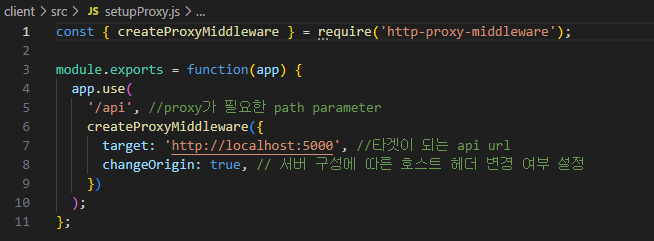 client > src > JS setupProxy.js > ...
1 const { createProxyMiddleware } = require('http-proxy-middleware');
2
3 module.exports = function(app) {
4 app.use(
5 '/api', //proxy가 필요한 path parameter
6 createProxyMiddleware({
7 target: 'http://localhost:5000', //타겟이 되는 api url
8 changeOrigin: true, // 서버 구성에 따른 호스트 헤더 변경 여부 설정
9 })
10 );
11 };